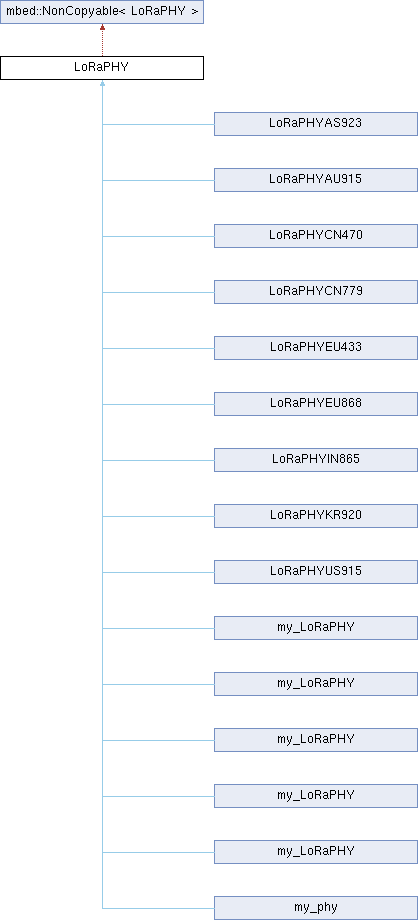 mbed::NonCopyable< LoRaPHY >
LoRaPHY
LoRaPHYAS923
LoRaPHYAU915
LoRaPHYCN470
LoRaPHYCN779
LoRaPHYEU433
LoRaPHYEU868
LoRaPHYIN865
LoRaPHYKR920
LoRaPHYUS915
my_LoRaPHY
my_LoRaPHY
my_LoRaPHY
my_LoRaPHY
my_LoRaPHY
my_phy